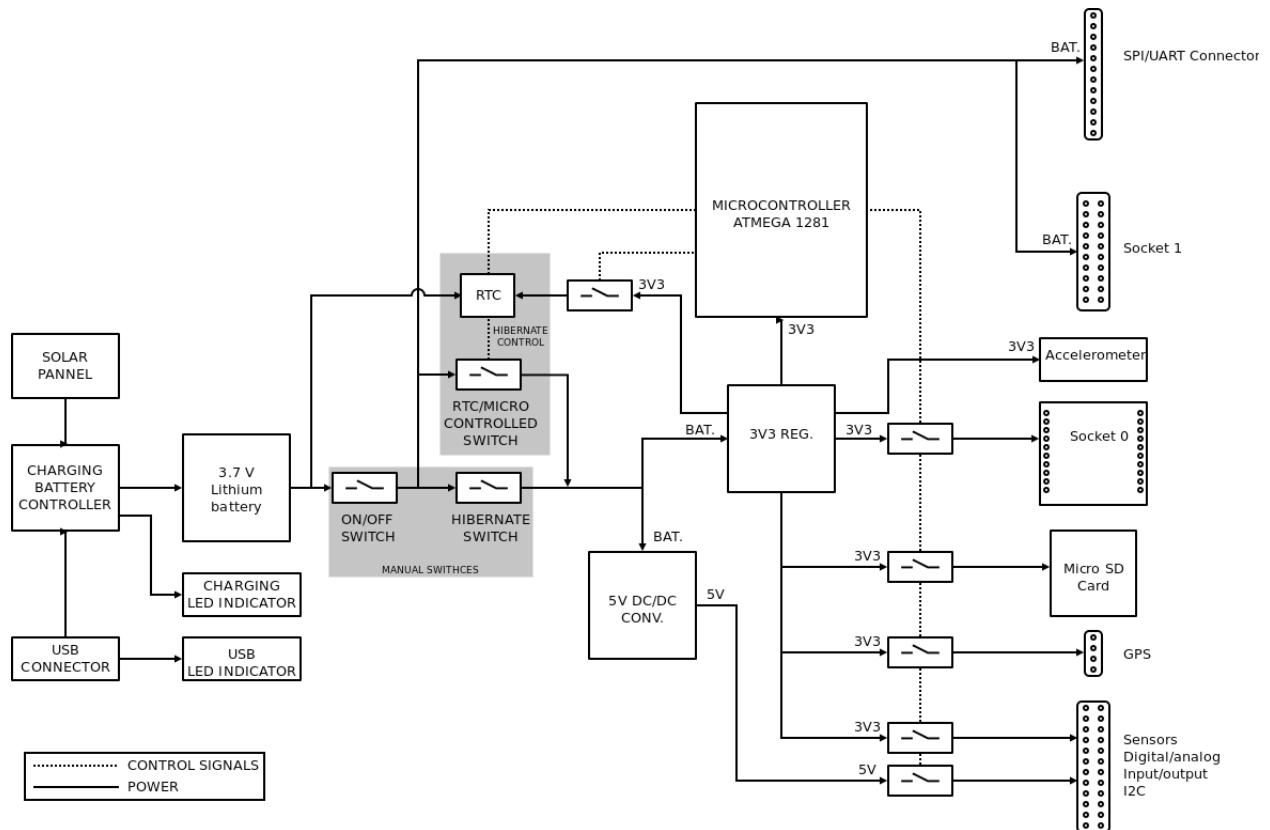 BAT.
SPI/UART Connector
MICROCONTROLLER
ATMEGA 1281
BAT.
Socket 1
RTC
3V3
HIBERNATE
CONTROL
3V3
SOLAR
PANNEL
3V3
Accelerometer
RTC/MICRO
CONTROLLED
SWITCH
BAT.
3V3 REG.
3V3
Socket 0
CHARGING
BATTERY
CONTROLLER
3.7 V
Lithium
battery
ON/OFF
SWITCH
HIBERNATE
SWITCH
MANUAL SWITHCES
BAT.
5V DC/DC
CONV.
5V
3V3
Micro SD
Card
CHARGING
LED INDICATOR
USB
CONNECTOR
USB
LED INDICATOR
3V3
GPS
3V3
5V
Sensors
Digital/analog
Input/output
I2C
CONTROL SIGNALS
POWER